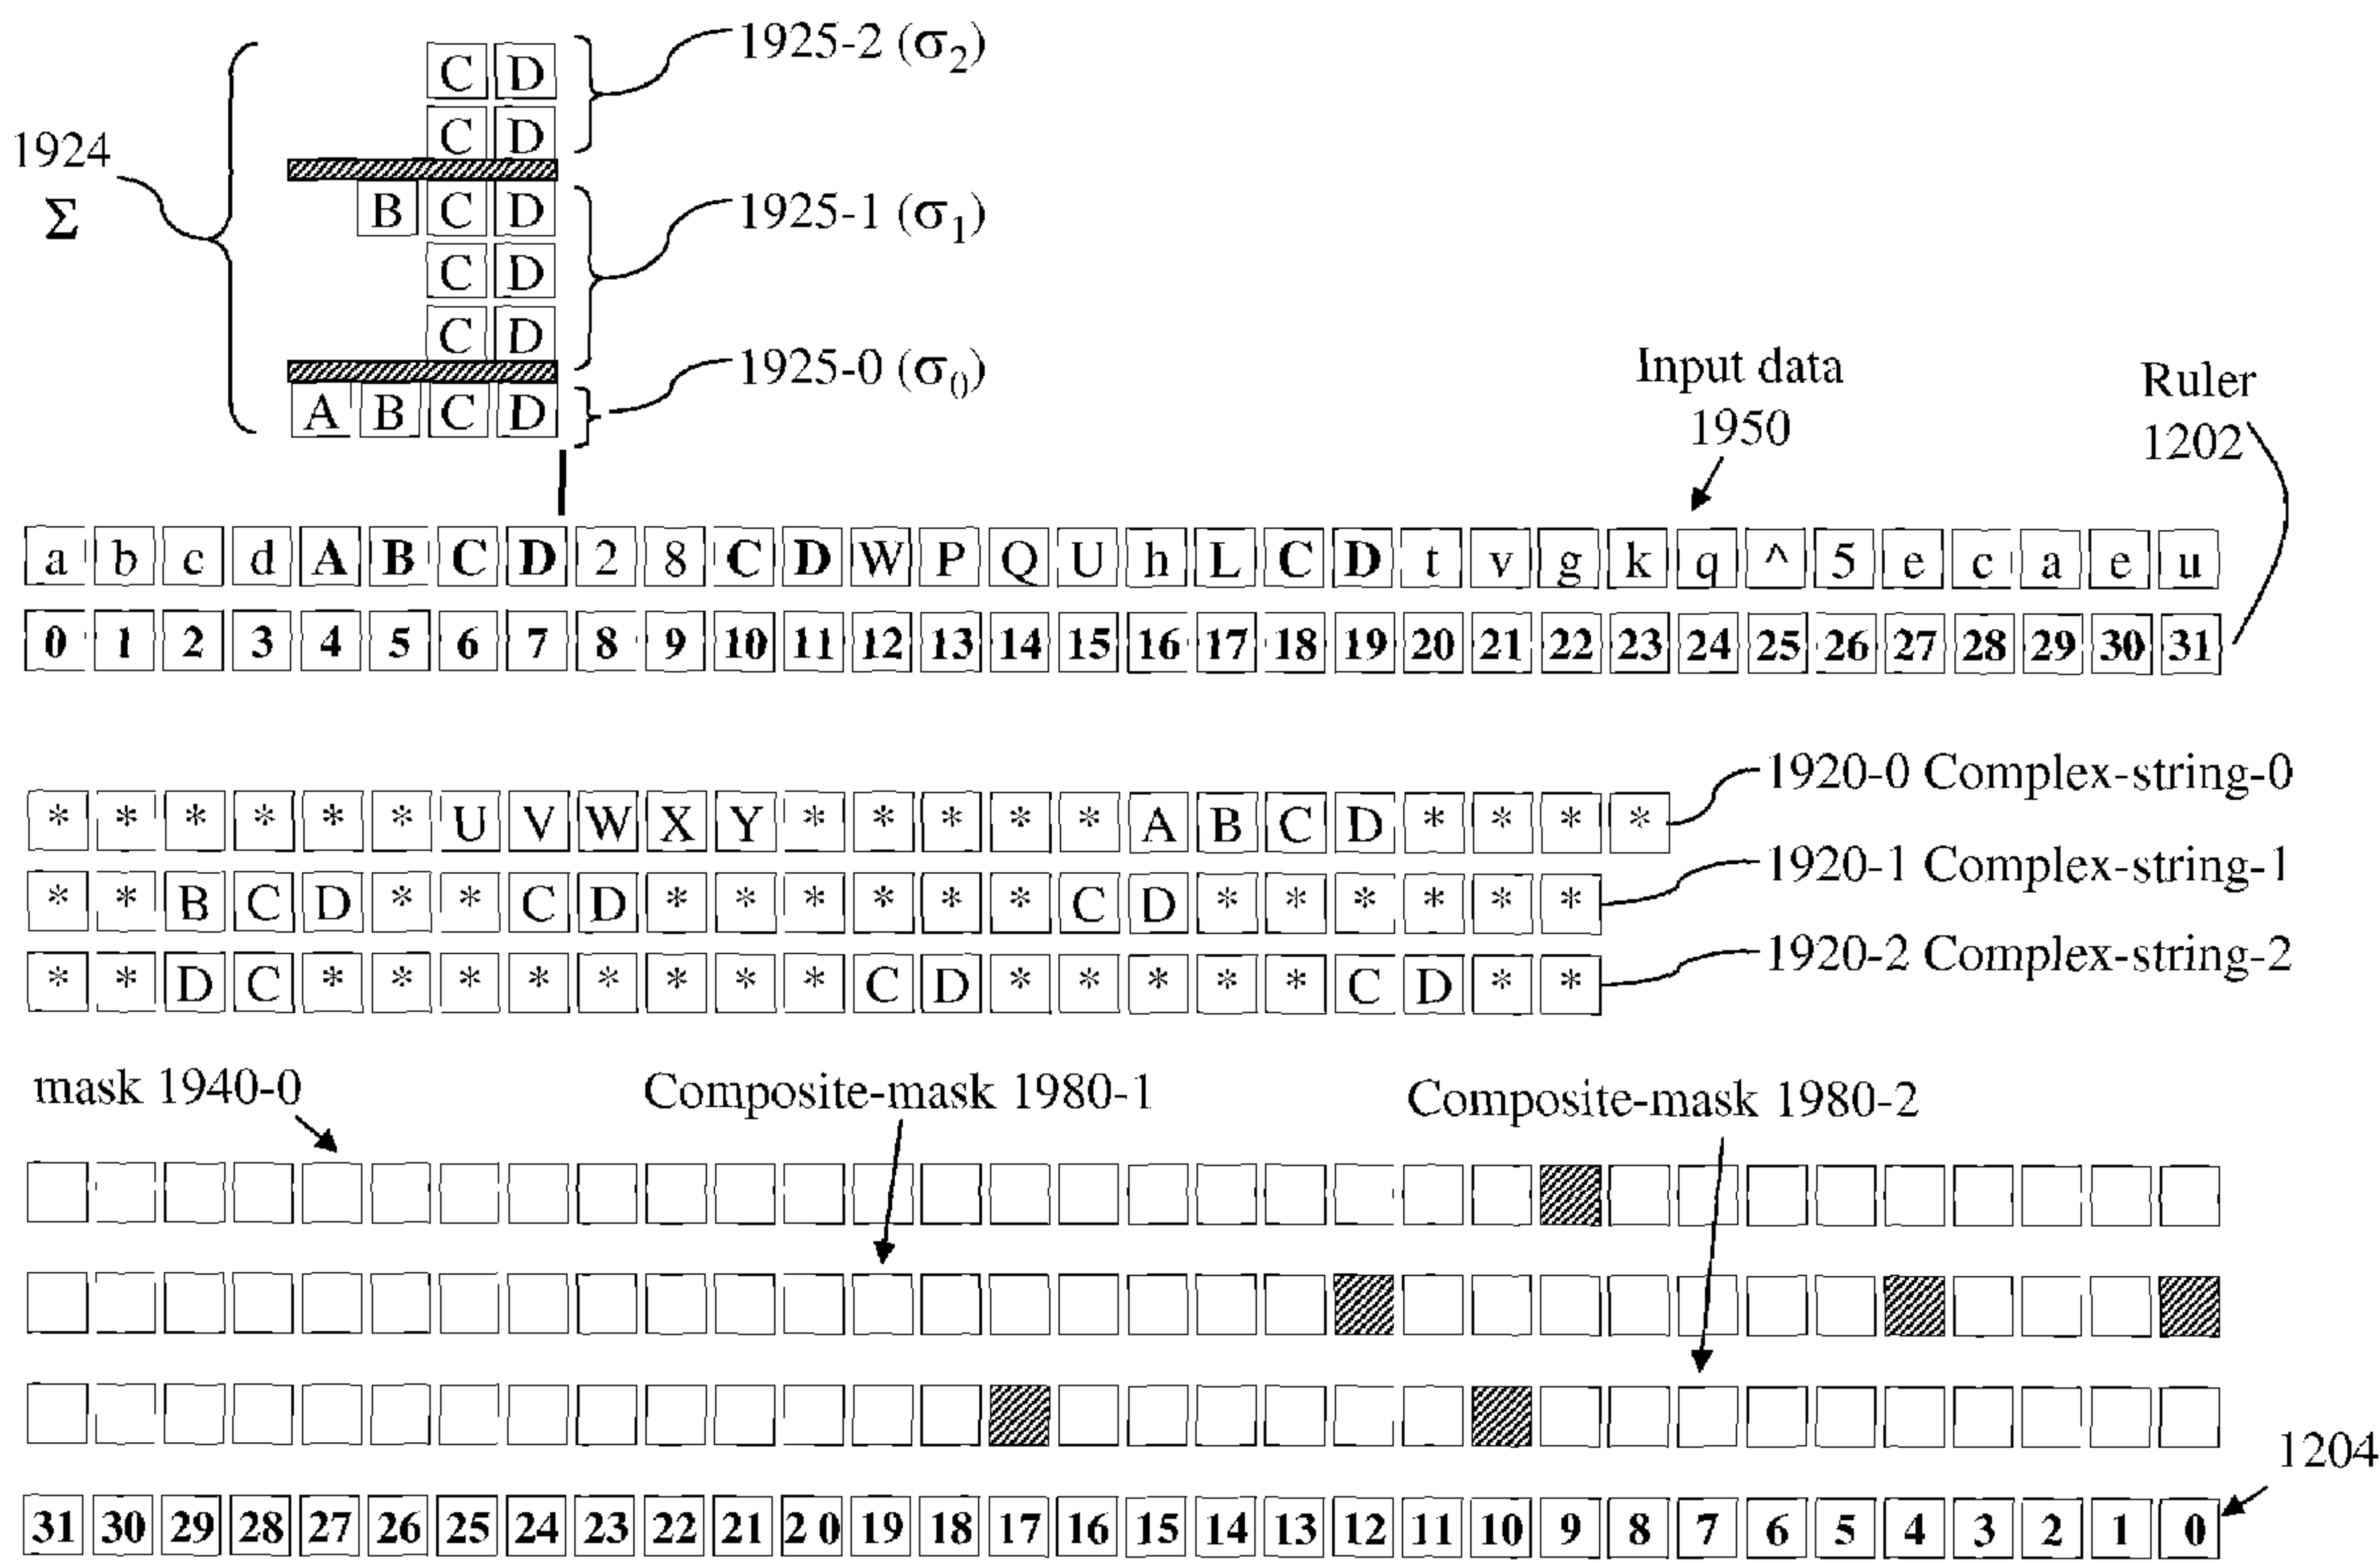 C D
1925-2 (σ2)
C D
1924
Σ
B C D
1925-1 (σ1)
C D
C D
1925-0 (σ0)
A B C D
Input data
1950
Ruler
1202
a b c d A B C D 2 8 C D W P Q U h L C D t v g k q ^ 5 e c a e u
0 1 2 3 4 5 6 7 8 9 10 11 12 13 14 15 16 17 18 19 20 21 22 23 24 25 26 27 28 29 30 31
* * * * * * U V W X Y * * * * * A B C D * * * *
1920-0 Complex-string-0
* * B C D * * C D * * * * * * C D * * * * * *
1920-1 Complex-string-1
* * D C * * * * * * * * C D * * * * * C D * *
1920-2 Complex-string-2
mask 1940-0
Composite-mask 1980-1
Composite-mask 1980-2
1204
31 30 29 28 27 26 25 24 23 22 21 20 19 18 17 16 15 14 13 12 11 10 9 8 7 6 5 4 3 2 1 0